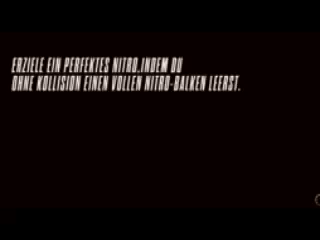 ERZIELE EIN PERFEKTES NITRO,INDEM DU
OHNE KOLLISION EINEN VOLLEN NITRO-BALKEN LEERST.